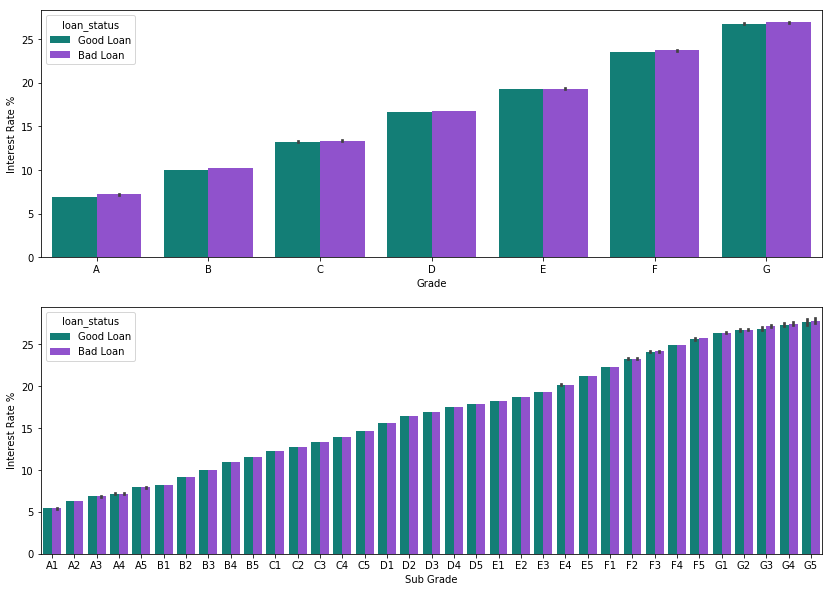 loan_status
Good Loan
Bad Loan
Interest Rate %
25
20
15
10
5
0
A B C D E F G
Grade
loan_status
Good Loan
Bad Loan
Interest Rate %
25
20
15
10
5
0
A1 A2 A3 A4 A5 B1 B2 B3 B4 B5 C1 C2 C3 C4 C5 D1 D2 D3 D4 D5 E1 E2 E3 E4 E5 F1 F2 F3 F4 F5 G1 G2 G3 G4 G5
Sub Grade